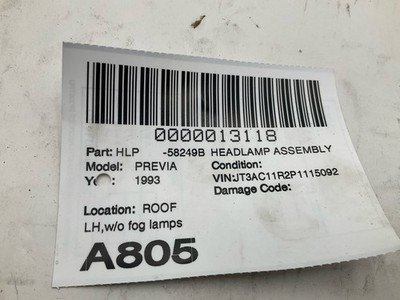 0000013118
Part: HLP -58249B HEADLAMP ASSEMBLY
Model: PREVIA Condition:
Year: 1993 VIN:JT3AC11R2P1115092
Damage Code:
Location: ROOF
LH,w/o fog lamps
A805